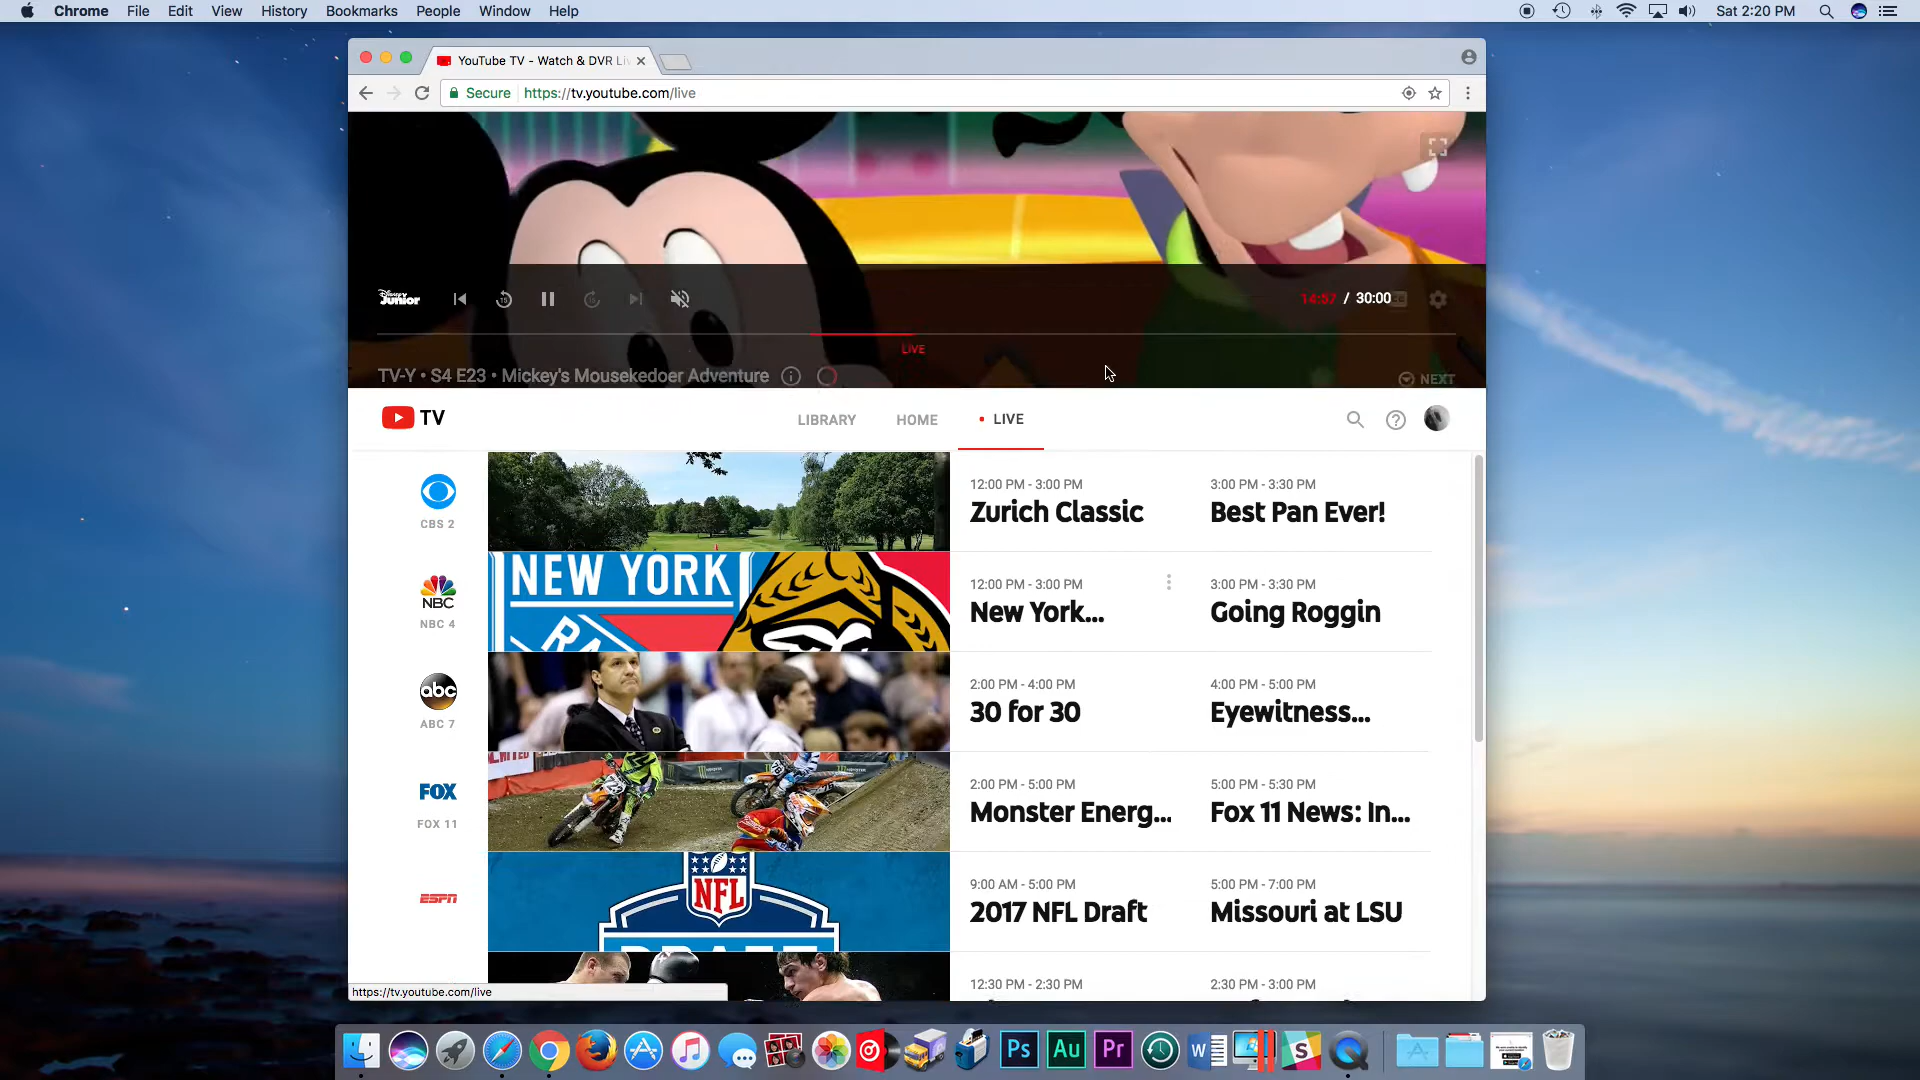 Chrome File Edit View History Bookmarks People Window Help Sat 2:20 PM
YouTube TV - Watch & DVR Li
Secure https://tv.youtube.com/live
Disney Junior 14:57 / 30:00
LIVE
TV-Y • S4 E23 • Mickey's Mousekedoer Adventure NEXT
TV LIBRARY HOME LIVE
CBS 2
12:00 PM - 3:00 PM 3:00 PM - 3:30 PM
Zurich Classic Best Pan Ever!
NEW YORK
NBC
NBC 4
12:00 PM - 3:00 PM 3:00 PM - 3:30 PM
New York... Going Roggin
abc
ABC 7
2:00 PM - 4:00 PM 4:00 PM - 5:00 PM
30 for 30 Eyewitness...
FOX
FOX 11
2:00 PM - 5:00 PM 5:00 PM - 5:30 PM
Monster Energ... Fox 11 News: In...
ESPN
NFL
DRAFT
9:00 AM - 5:00 PM 5:00 PM - 7:00 PM
2017 NFL Draft Missouri at LSU
12:30 PM - 2:30 PM 2:30 PM - 3:00 PM
https://tv.youtube.com/live
Ps Au Pr W S